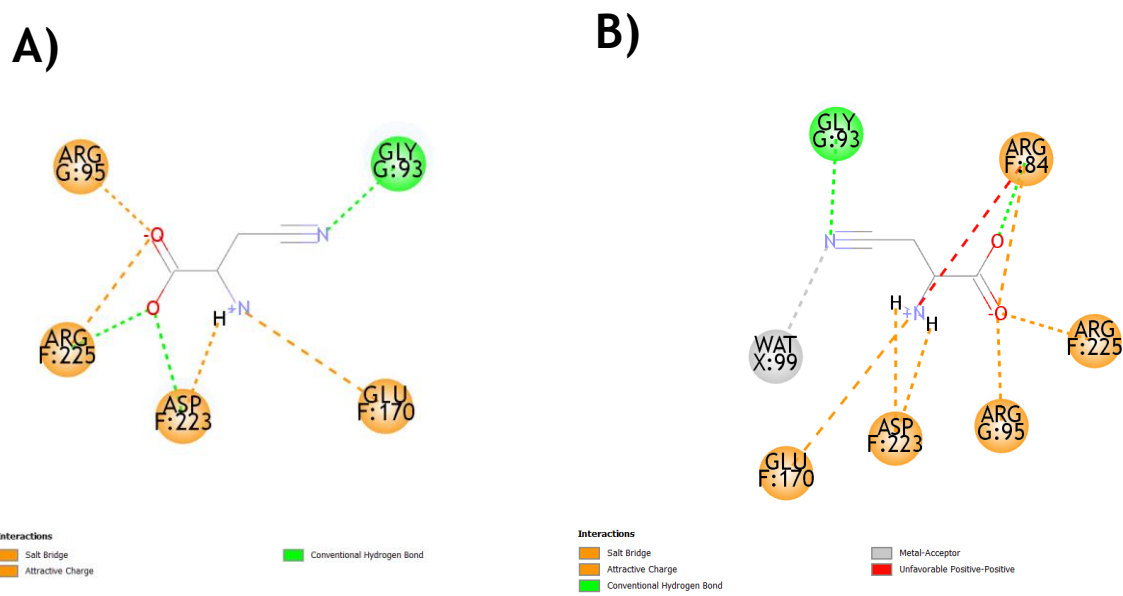 A)
ARG
G:95
GLY
G:93
-O
N
O
H
+N
ARG
F:225
ASP
F:223
GLU
F:170
Interactions
Salt Bridge
Attractive Charge
Conventional Hydrogen Bond
B)
GLY
G:93
ARG
F:84
N
O
H
+N
H
-O
WAT
X:99
ARG
F:225
GLU
F:170
ASP
F:223
ARG
G:95
Interactions
Salt Bridge
Attractive Charge
Conventional Hydrogen Bond
Metal-Acceptor
Unfavorable Positive-Positive